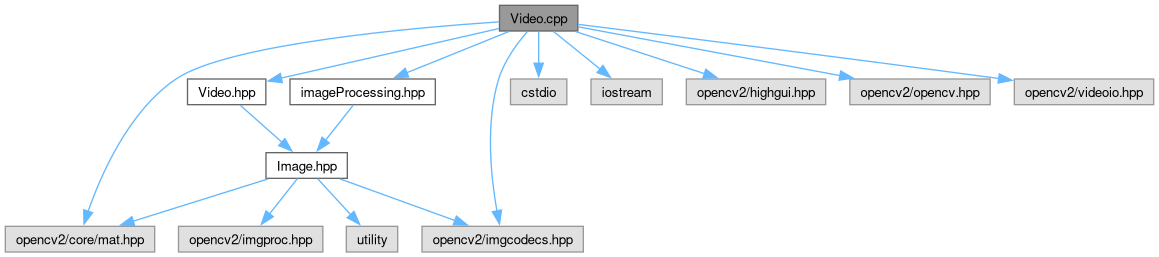 Video.cpp
Video.hpp
imageProcessing.hpp
cstdio
iostream
opencv2/highgui.hpp
opencv2/opencv.hpp
opencv2/videoio.hpp
Image.hpp
opencv2/core/mat.hpp
opencv2/imgproc.hpp
utility
opencv2/imgcodecs.hpp